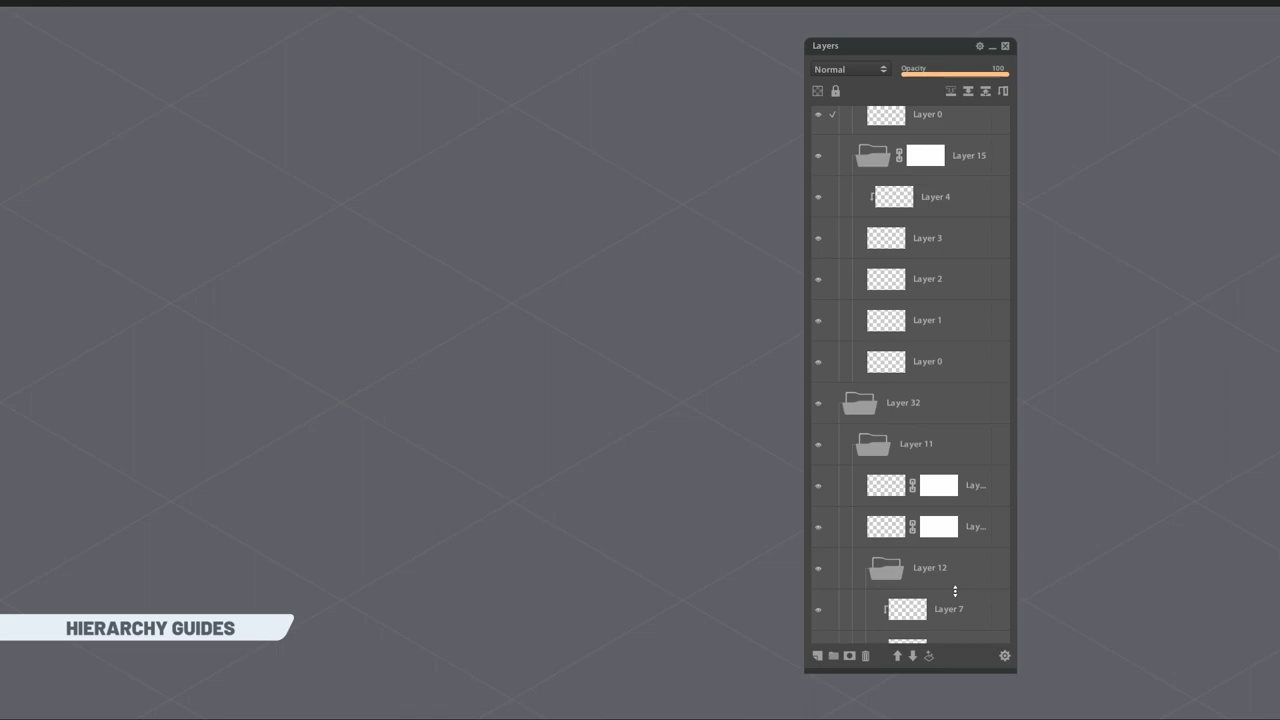 Layers
Normal
Opacity 100
Layer 0
Layer 15
Layer 4
Layer 3
Layer 2
Layer 1
Layer 0
Layer 32
Layer 11
Lay...
Lay...
Layer 12
Layer 7
HIERARCHY GUIDES